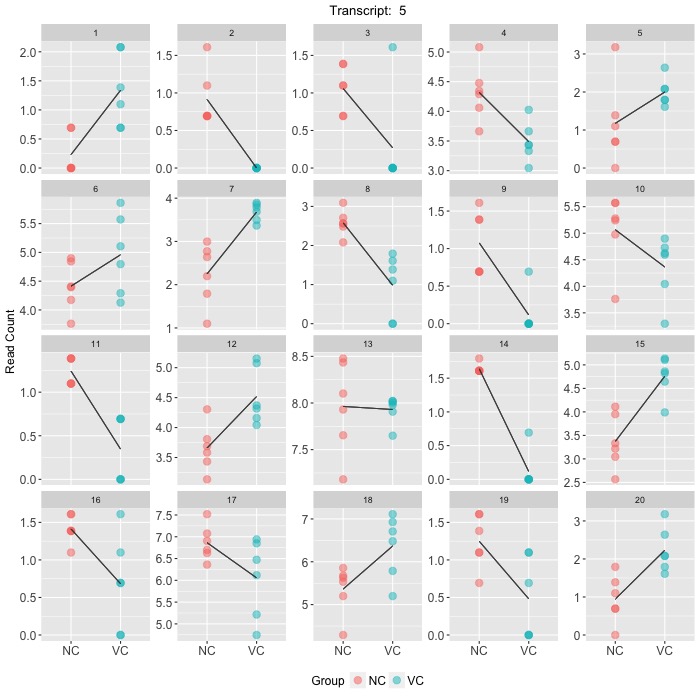 Transcript: 5
1 2 3 4 5
2.0 1.5 1.5 5.0 3
1.5 4.5
1.0 1.0 1.0 4.0 2
0.5 0.5 0.5 3.5 1
0.0 0.0 0.0 3.0 0
6 7 8 9 10
5.5 4 3 1.5 5.5
5.0 3 2 1.0 5.0
4.5 2 1 0.5 4.5
4.0 1 0 0.0 4.0
3.5
Read Count
11 12 13 14 15
1.0 5.0 8.5 1.5 5.0
0.5 4.5 8.0 1.0 4.5
0.0 4.0 7.5 0.5 4.0
3.5 0.0 3.5
3.0
2.5
16 17 18 19 20
1.5 7.5 7 1.5 3
1.0 7.0 6 1.0 2
0.5 6.5 5 0.5 1
0.0 6.0 0.0 0
5.5
5.0
NC VC NC VC NC VC NC VC NC VC
Group NC VC